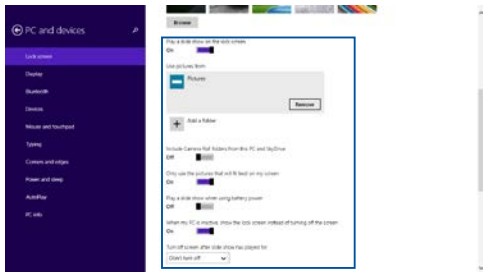 PC and devices
Lock screen
Display
Bluetooth
Devices
Mouse and touchpad
Typing
Corners and edges
Power and sleep
AutoPlay
PC info
Browse
Play a slide show on the lock screen
On
Use pictures from
Pictures
Remove
Add a folder
Include Camera Roll folders from this PC and SkyDrive
Off
Only use the pictures that will fit best on my screen
On
Play a slide show when using battery power
Off
When my PC is inactive, show the lock screen instead of turning off the screen
On
Turn off screen after slide show has played for
Don't turn off